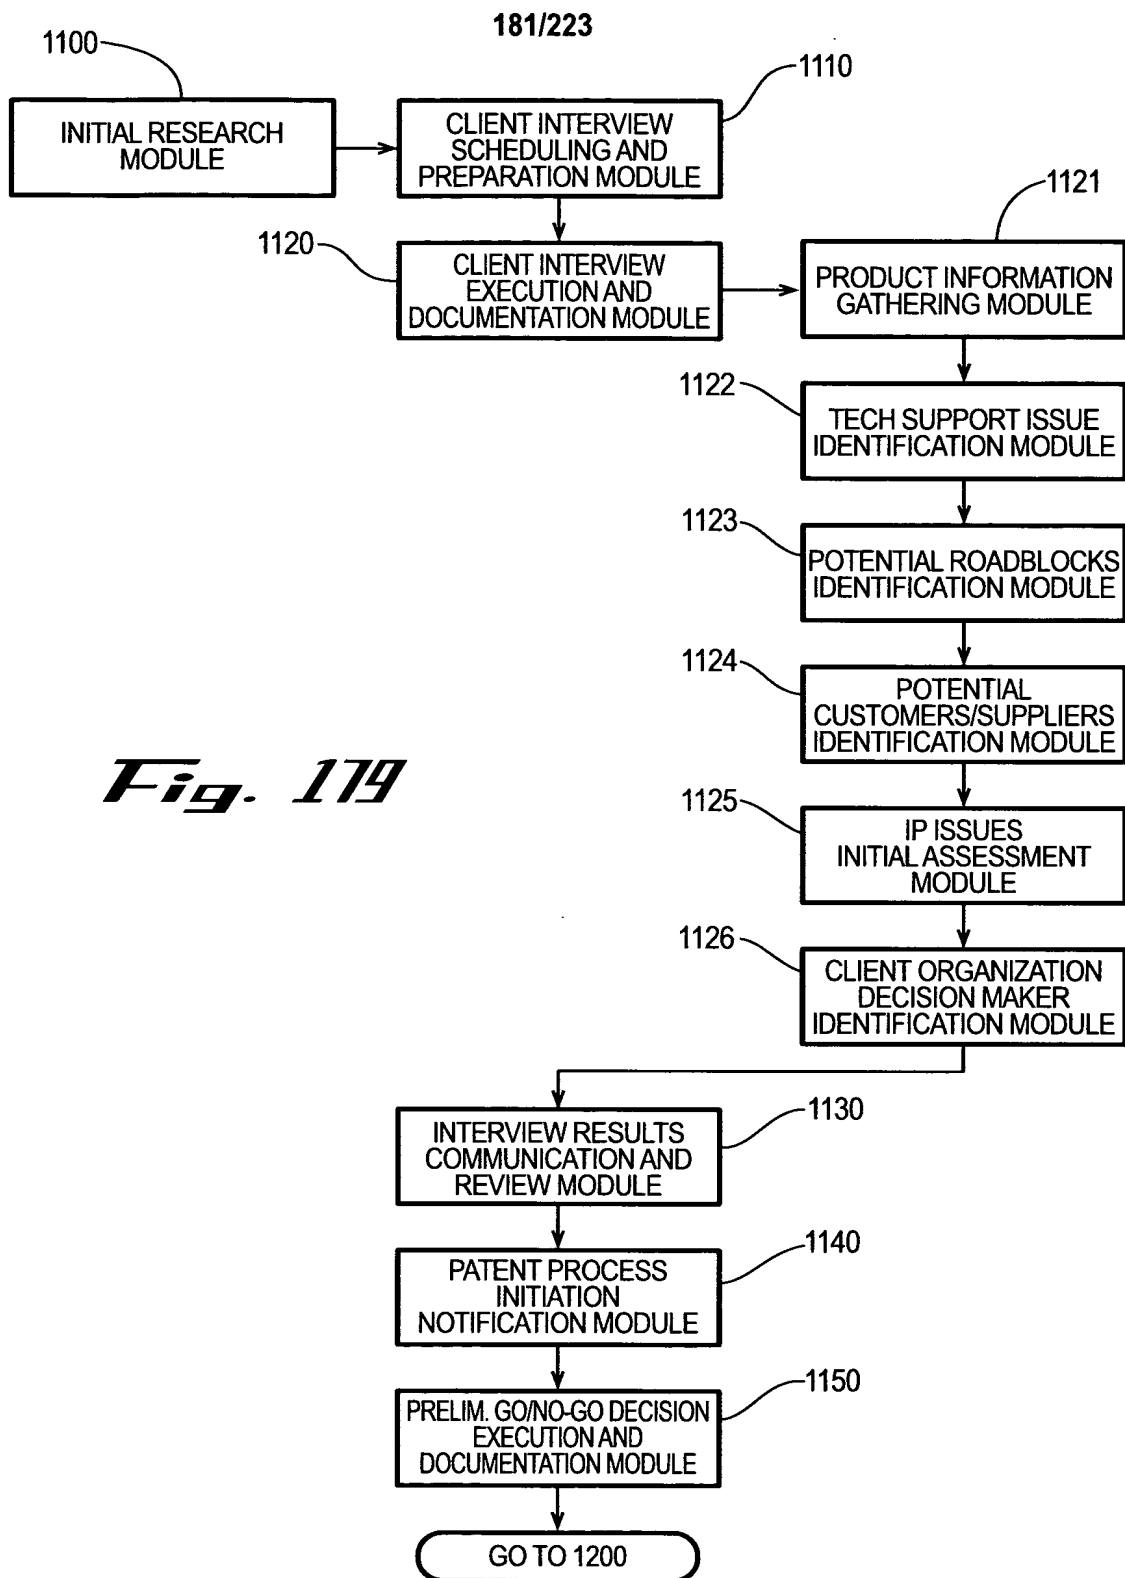 181/223
1100
INITIAL RESEARCH
MODULE
1110
CLIENT INTERVIEW
SCHEDULING AND
PREPARATION MODULE
1120
CLIENT INTERVIEW
EXECUTION AND
DOCUMENTATION MODULE
1121
PRODUCT INFORMATION
GATHERING MODULE
1122
TECH SUPPORT ISSUE
IDENTIFICATION MODULE
1123
POTENTIAL ROADBLOCKS
IDENTIFICATION MODULE
1124
POTENTIAL
CUSTOMERS/SUPPLIERS
IDENTIFICATION MODULE
Fig. 179
1125
IP ISSUES
INITIAL ASSESSMENT
MODULE
1126
CLIENT ORGANIZATION
DECISION MAKER
IDENTIFICATION MODULE
1130
INTERVIEW RESULTS
COMMUNICATION AND
REVIEW MODULE
1140
PATENT PROCESS
INITIATION
NOTIFICATION MODULE
1150
PRELIM. GO/NO-GO DECISION
EXECUTION AND
DOCUMENTATION MODULE
GO TO 1200